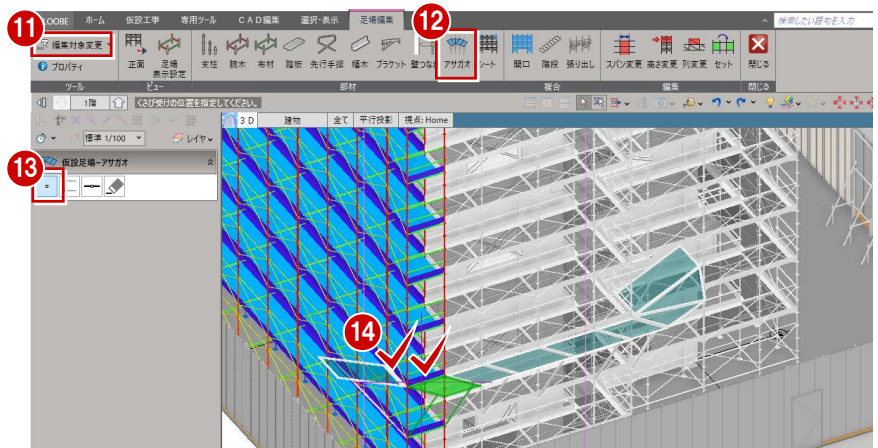 LOOBE ホーム 仮設工事 専用ツール CAD編集 選択・表示 足場編集 検索したい語句を入力
11 12
編集対象変更
プロパティ
正面 足場表示設定 支柱 腕木 布材 踏板 先行手摺 幅木 ブラケット 壁つなぎ アサガオ シート 開口 階段 張り出し スパン変更 高さ変更 列変更 セット 閉じる
ツール ビュー 部材 複合 編集 閉じる
1階 くさび受けの位置を指定してください。
3D 建物 全て 平行投影 視点: Home
標準 1/100 レイヤ
13 仮設足場-アサガオ
14